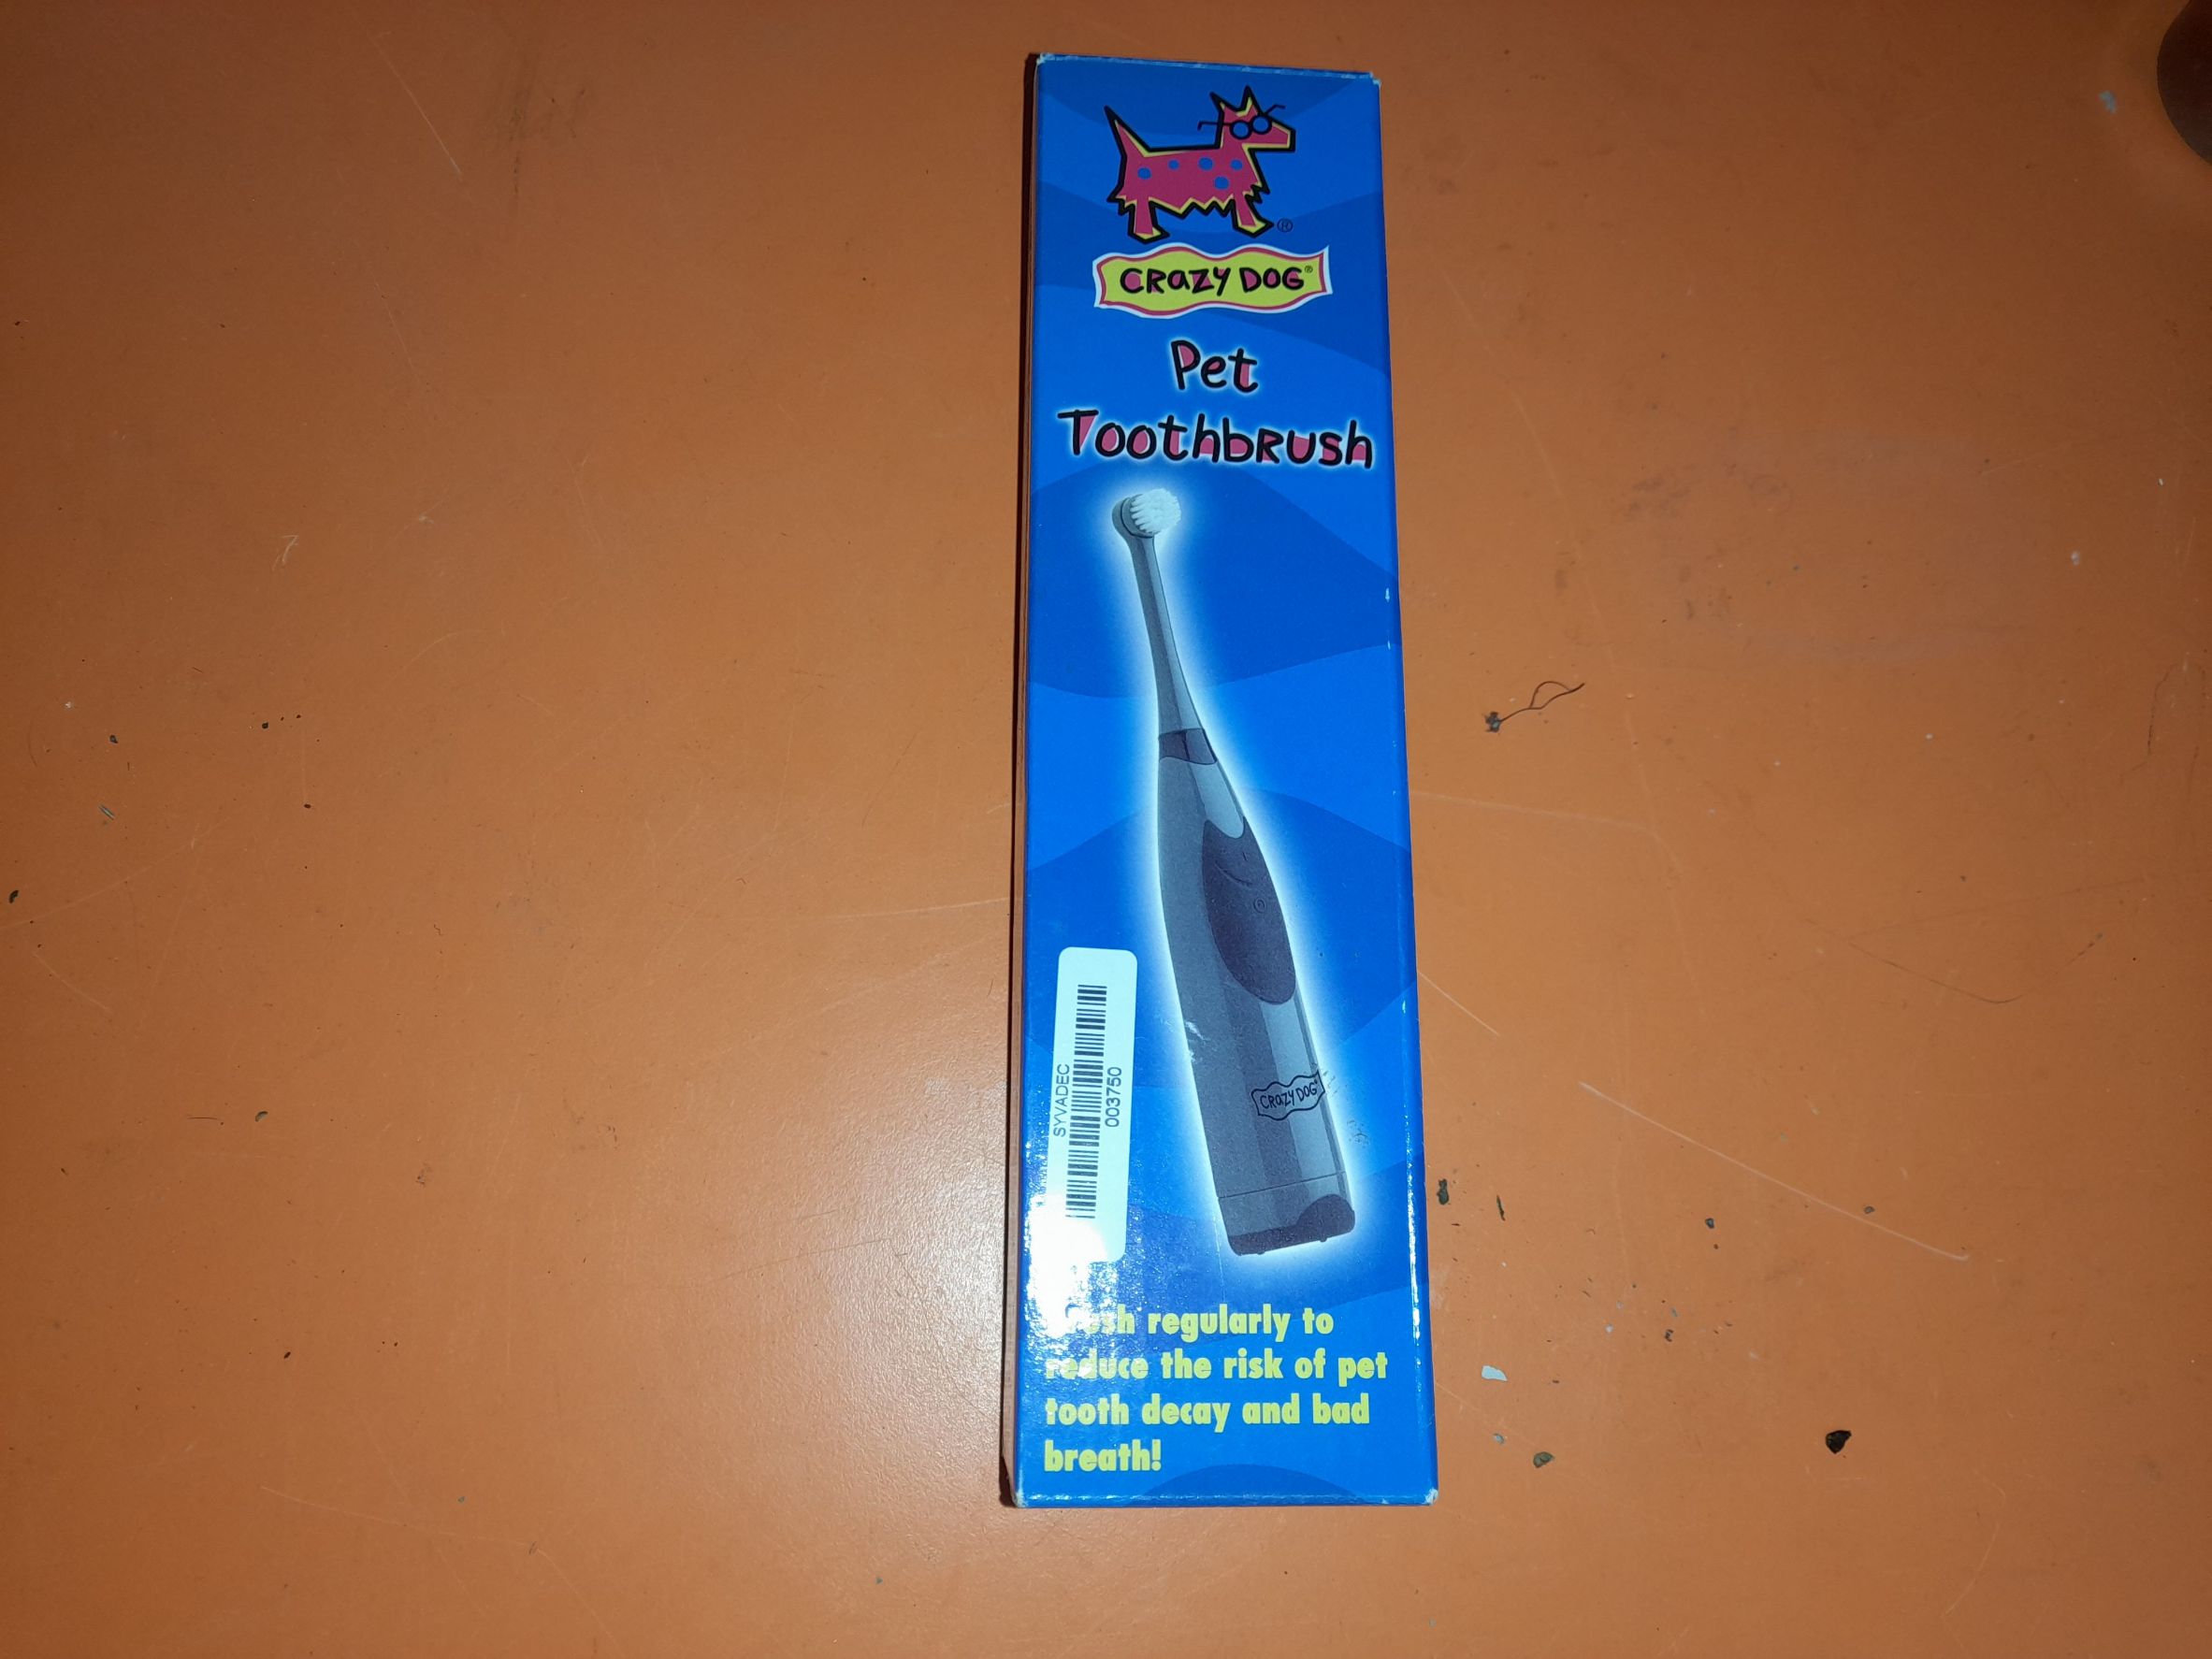 CRAZY DOG®
Pet
Toothbrush
SYVADEC
003750
CRAZY DOG®
regularly to
reduce the risk of pet
tooth decay and bad
breath!